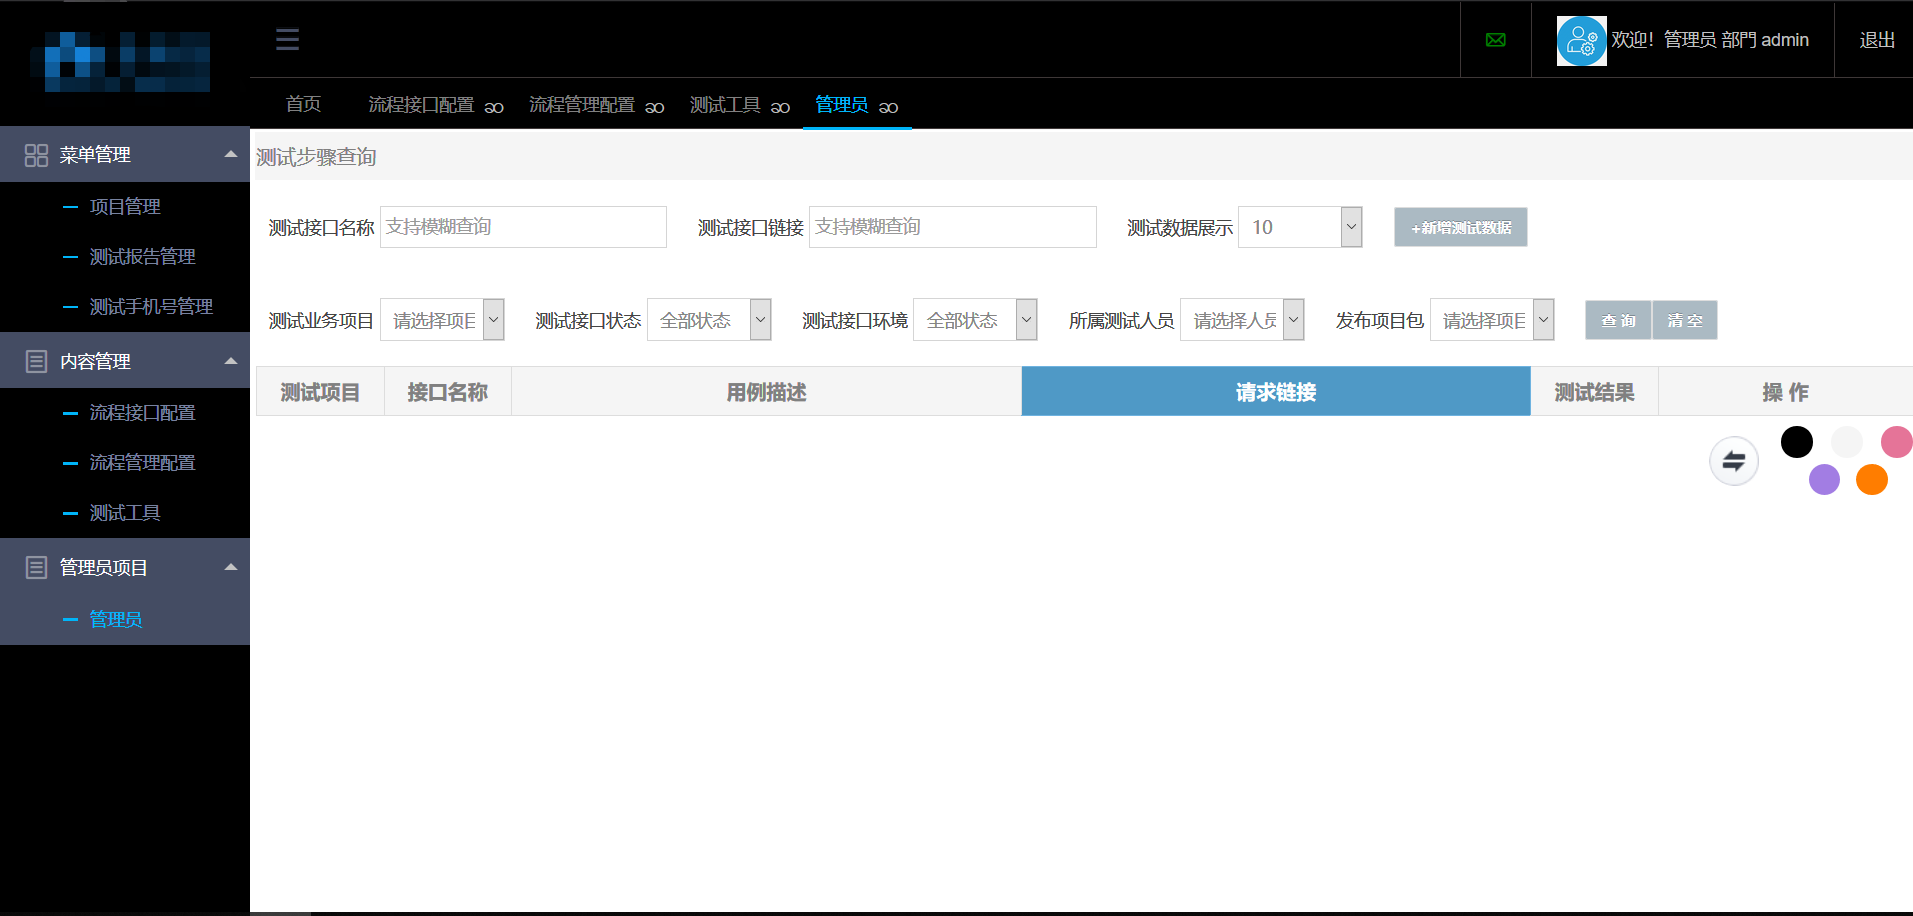 欢迎！管理员 部門 admin
退出
首页
流程接口配置
流程管理配置
测试工具
管理员
菜单管理
项目管理
测试报告管理
测试手机号管理
内容管理
流程接口配置
流程管理配置
测试工具
管理员项目
管理员
测试步骤查询
测试接口名称 支持模糊查询 测试接口链接 支持模糊查询 测试数据展示 10 +新增测试数据
测试业务项目 请选择项目 测试接口状态 全部状态 测试接口环境 全部状态 所属测试人员 请选择人员 发布项目包 请选择项目 查 询 清 空
测试项目 接口名称 用例描述 请求链接 测试结果 操 作